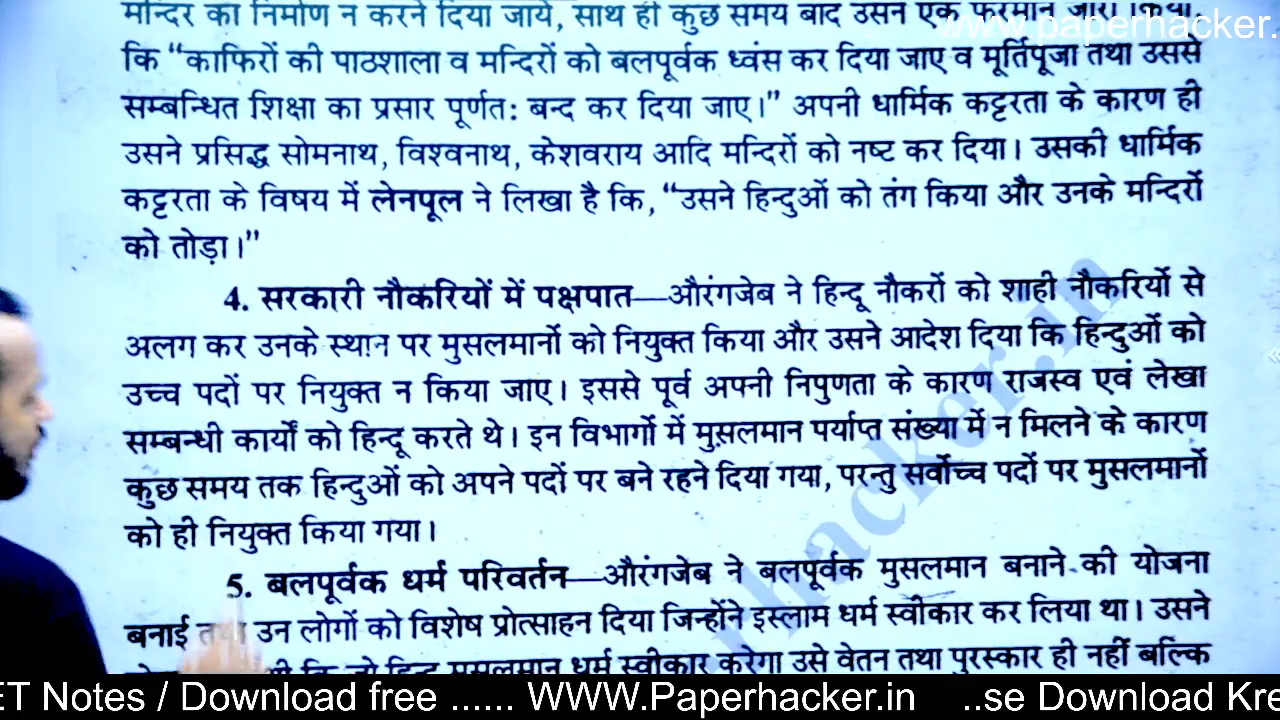 मन्दिर का निर्माण न करने दिया जाये, साथ ही कुछ समय बाद उसने एक फरमान जारी किया,
www.paperhacker.
कि “काफिरों की पाठशाला व मन्दिरों को बलपूर्वक ध्वंस कर दिया जाए व मूर्तिपूजा तथा उससे
सम्बन्धित शिक्षा का प्रसार पूर्णत: बन्द कर दिया जाए।” अपनी धार्मिक कट्टरता के कारण ही
उसने प्रसिद्ध सोमनाथ, विश्वनाथ, केशवराय आदि मन्दिरों को नष्ट कर दिया। उसकी धार्मिक
कट्टरता के विषय में लेनपूल ने लिखा है कि, “उसने हिन्दुओं को तंग किया और उनके मन्दिरों
को तोड़ा।”
4. सरकारी नौकरियों में पक्षपात—औरंगजेब ने हिन्दू नौकरों को शाही नौकरियों से
अलग कर उनके स्थान पर मुसलमानों को नियुक्त किया और उसने आदेश दिया कि हिन्दुओं को
उच्च पदों पर नियुक्त न किया जाए। इससे पूर्व अपनी निपुणता के कारण राजस्व एवं लेखा
सम्बन्धी कार्यों को हिन्दू करते थे। इन विभागों में मुसलमान पर्याप्त संख्या में न मिलने के कारण
कुछ समय तक हिन्दुओं को अपने पदों पर बने रहने दिया गया, परन्तु सर्वोच्च पदों पर मुसलमानों
को ही नियुक्त किया गया।
5. बलपूर्वक धर्म परिवर्तन—औरंगजेब ने बलपूर्वक मुसलमान बनाने की योजना
बनाई उन लोगों को विशेष प्रोत्साहन दिया जिन्होंने इस्लाम धर्म स्वीकार कर लिया था। उसने
कि जो हिन्दू मुसलमान धर्म स्वीकार करेगा उसे वेतन तथा पुरस्कार ही नहीं बल्कि
hacker.in
ET Notes / Download free ...... WWW.Paperhacker.in ..se Download Kre